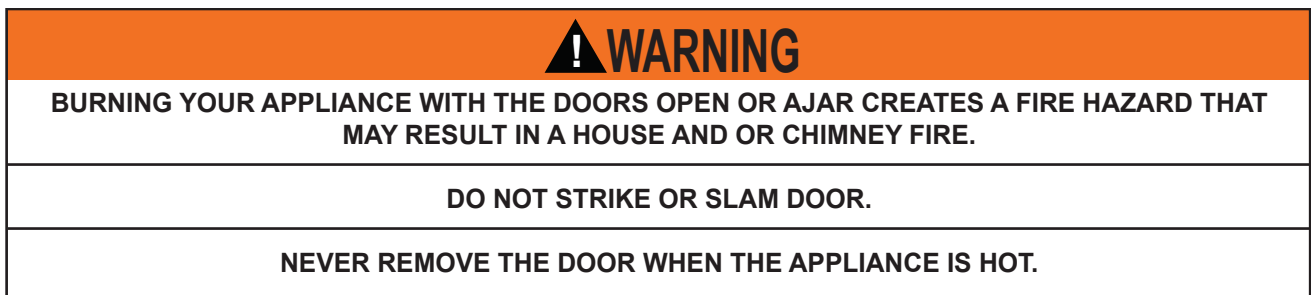 ! WARNING
BURNING YOUR APPLIANCE WITH THE DOORS OPEN OR AJAR CREATES A FIRE HAZARD THAT
MAY RESULT IN A HOUSE AND OR CHIMNEY FIRE.
DO NOT STRIKE OR SLAM DOOR.
NEVER REMOVE THE DOOR WHEN THE APPLIANCE IS HOT.